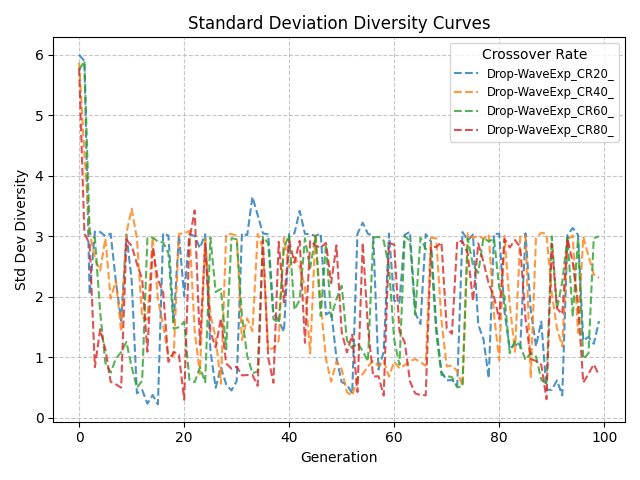 Standard Deviation Diversity Curves
Std Dev Diversity
6
5
4
3
2
1
0
Crossover Rate
Drop-WaveExp_CR20_
Drop-WaveExp_CR40_
Drop-WaveExp_CR60_
Drop-WaveExp_CR80_
0 20 40 60 80 100
Generation